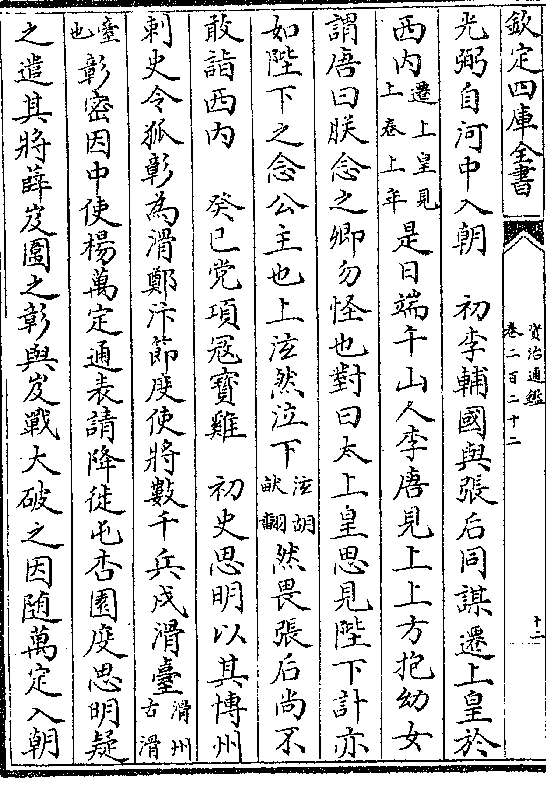 欽定四庫全書
資治通鑑
卷二百二十二
十二
光弼自河中入朝　初李輔國與張后同謀遷上皇於
西内遷上皇見上卷上年是日端午山人李唐見上上方抱幼女
謂唐曰朕念之卿勿怪也對曰太上皇思見陛下計亦
如陛下之念公主也上泫然泣下泫胡畎翻然畏張后尚不
敢詣西内　癸巳党項冦寶雞　初史思明以其博州
刺史令狐彰為滑鄭汴節度使將數千兵戍滑臺滑州古滑
臺也彰密因中使楊萬定通表請降徙屯杏園度思明疑
之遣其將薛岌圍之彰與岌戰大破之因随萬定入朝